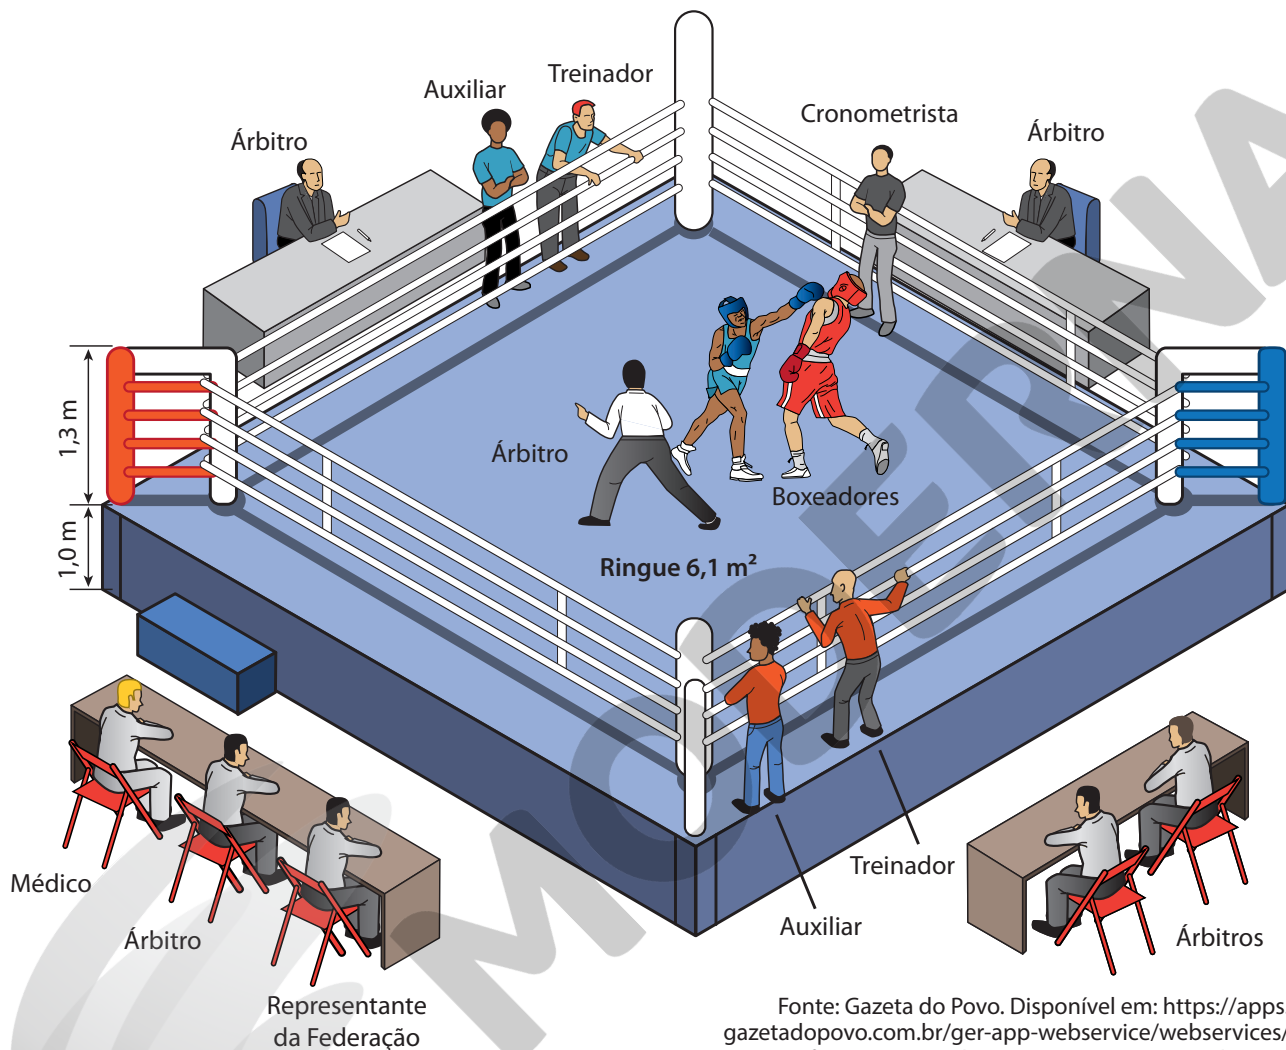 Treinador
Auxiliar
Cronometrista
Árbitro
Árbitro
1,3 m
Árbitro
Boxeadores
1,0 m
Ringue 6,1 m²
Treinador
Médico
Auxiliar
Árbitro
Árbitros
Representante
da Federação
Fonte: Gazeta do Povo. Disponível em: https://apps.
gazetadopovo.com.br/ger-app-webservice/webservices/
MODERNA